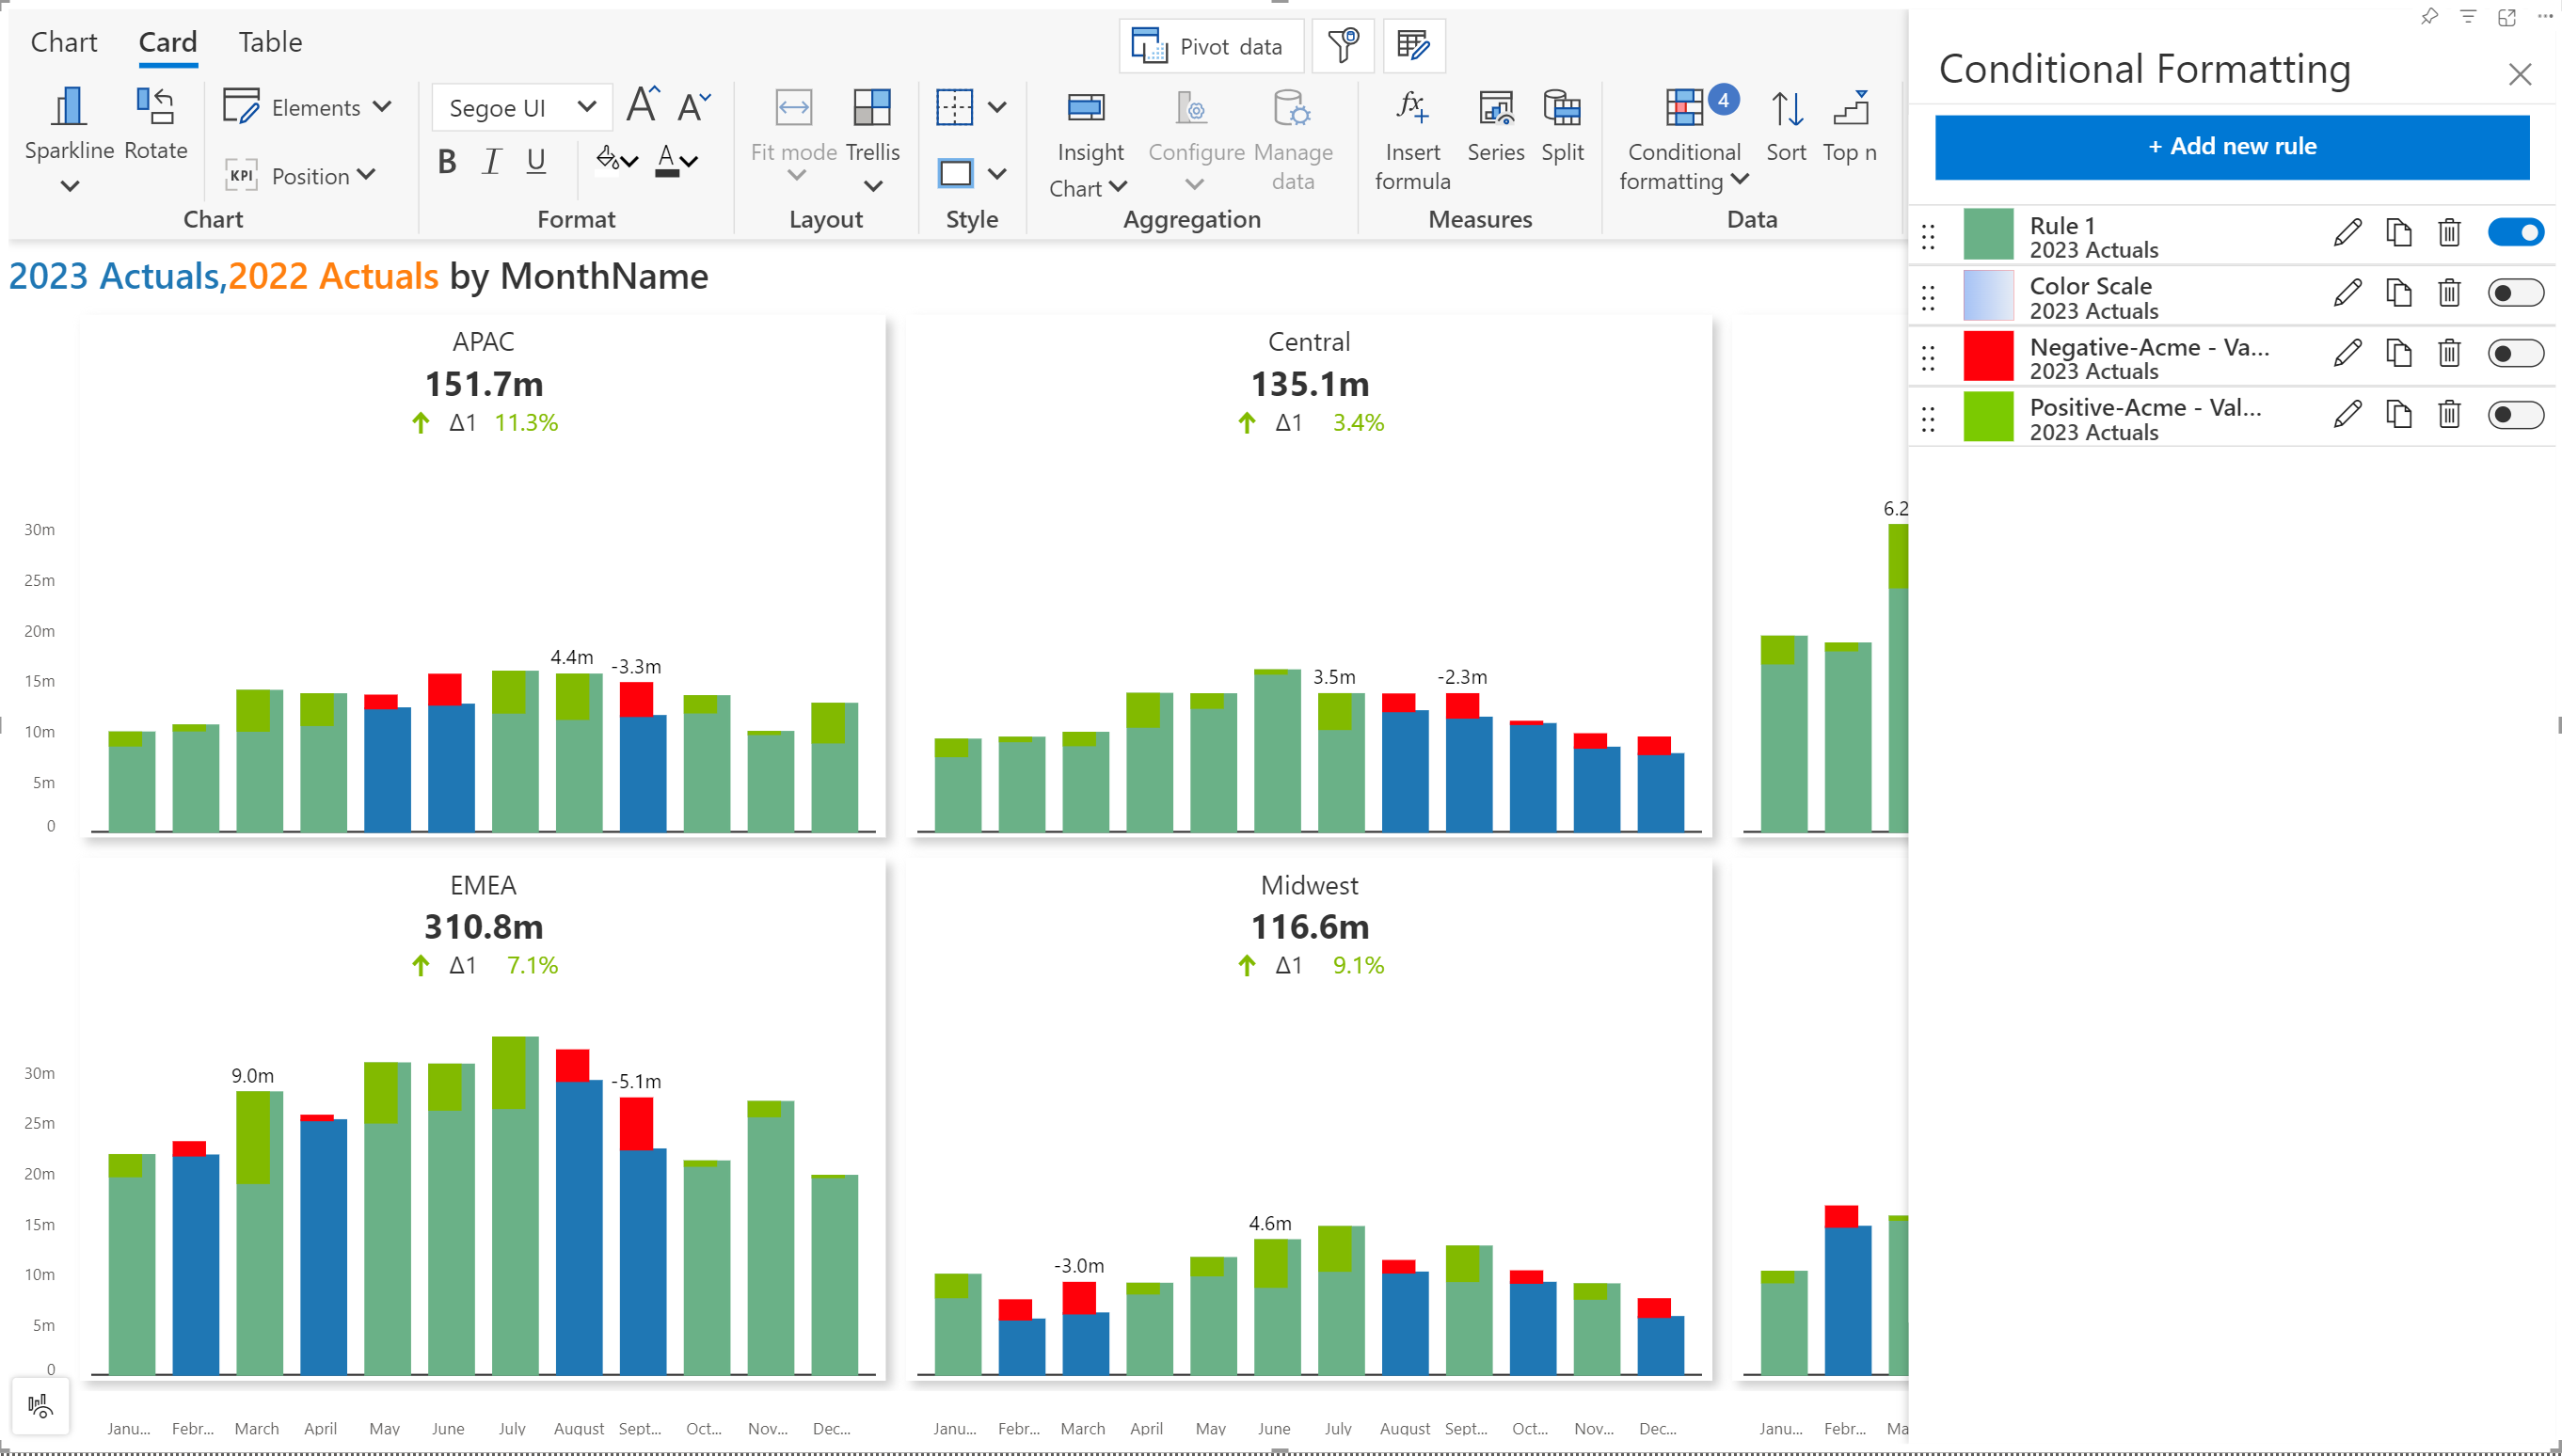 Chart Card Table
Pivot data
Sparkline Rotate
Elements
KPI Position
Chart
Segoe UI A A
B I U A
Format
Fit mode Trellis
Layout
Style
Insight Chart
Configure
Manage data
Aggregation
fx Insert formula
Series Split
Measures
4
Conditional formatting
Sort Top n
Data
2023 Actuals,2022 Actuals by MonthName
APAC
151.7m
Δ1 11.3%
Central
135.1m
Δ1 3.4%
30m
25m
20m
15m
10m
5m
0
4.4m -3.3m
3.5m -2.3m
6.2
EMEA
310.8m
Δ1 7.1%
Midwest
116.6m
Δ1 9.1%
30m
25m
20m
15m
10m
5m
0
9.0m -5.1m
-3.0m 4.6m
Janu... Febr... March April May June July August Sept... Oct... Nov... Dec...
Janu... Febr... March April May June July August Sept... Oct... Nov... Dec...
Janu... Febr... Ma
Conditional Formatting
+ Add new rule
Rule 1
2023 Actuals
Color Scale
2023 Actuals
Negative-Acme - Va...
2023 Actuals
Positive-Acme - Val...
2023 Actuals